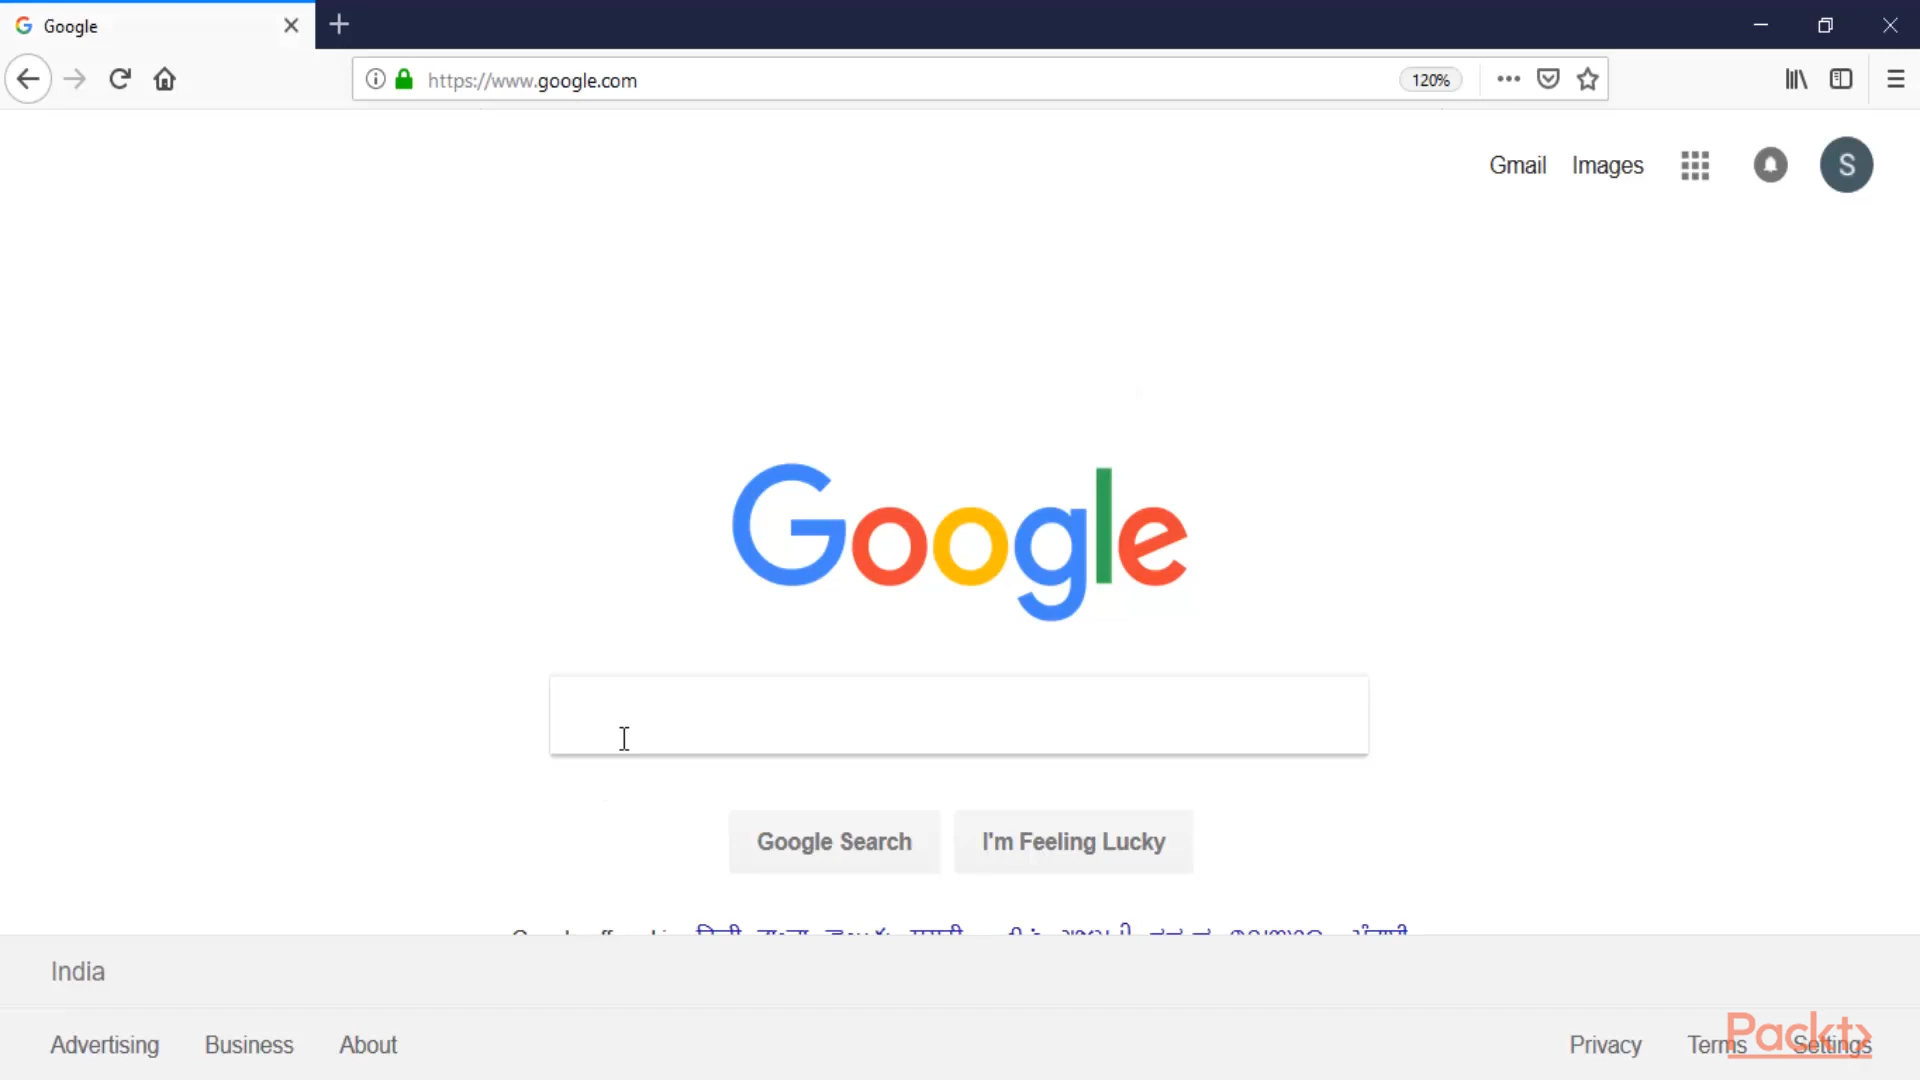 Google
https://www.google.com
120%
Gmail Images
S
Google
Google Search I'm Feeling Lucky
India
Advertising Business About
Privacy Terms Settings
Packt